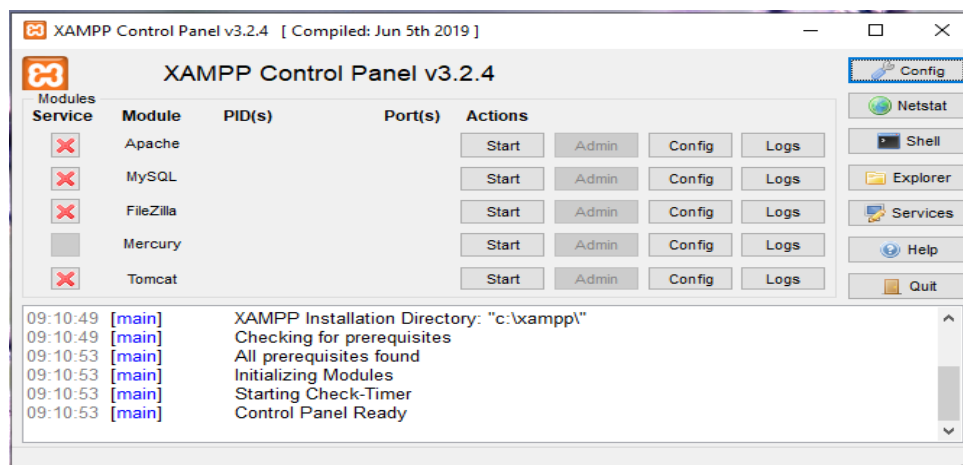 XAMPP Control Panel v3.2.4 [ Compiled: Jun 5th 2019 ]
XAMPP Control Panel v3.2.4
Config
Modules
Service Module PID(s) Port(s) Actions
Netstat
Apache Start Admin Config Logs
Shell
MySQL Start Admin Config Logs
Explorer
FileZilla Start Admin Config Logs
Services
Mercury Start Admin Config Logs
Help
Tomcat Start Admin Config Logs
Quit
09:10:49 [main] XAMPP Installation Directory: "c:\xampp\"
09:10:49 [main] Checking for prerequisites
09:10:53 [main] All prerequisites found
09:10:53 [main] Initializing Modules
09:10:53 [main] Starting Check-Timer
09:10:53 [main] Control Panel Ready